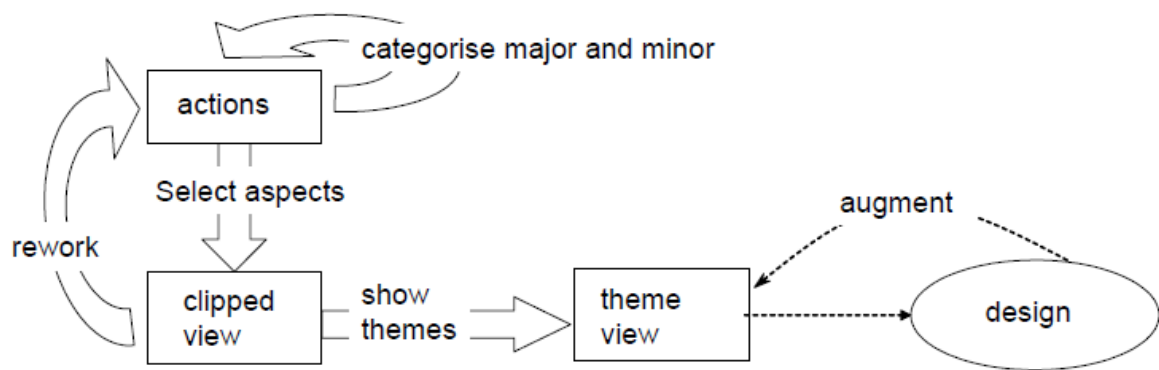 categorise major and minor
actions
Select aspects
augment
rework
clipped
view
show
themes
theme
view
design